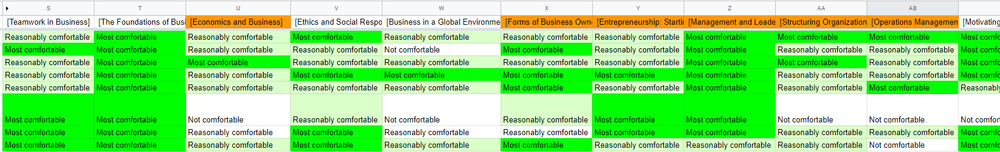 S T U V W X Y Z AA AB
[Teamwork in Business] [The Foundations of Busi [Economics and Business] [Ethics and Social Respo [Business in a Global Environme [Forms of Business Own [Entrepreneurship: Starti [Management and Leade [Structuring Organization [Operations Managemen [Motivating
Reasonably comfortable Most comfortable Reasonably comfortable Most comfortable Reasonably comfortable Reasonably comfortable Reasonably comfortable Most comfortable Most comfortable Most comfortable Most comfo
Most comfortable Most comfortable Reasonably comfortable Reasonably comfortable Not comfortable Most comfortable Reasonably comfortable Most comfortable Reasonably comfortable Reasonably comfortable Most comfo
Reasonably comfortable Most comfortable Most comfortable Reasonably comfortable Reasonably comfortable Reasonably comfortable Reasonably comfortable Most comfortable Most comfortable Reasonably comfortable Most comfo
Reasonably comfortable Most comfortable Reasonably comfortable Most comfortable Most comfortable Most comfortable Most comfortable Most comfortable Reasonably comfortable Reasonably comfortable Most comfo
Reasonably comfortable Most comfortable Reasonably comfortable Reasonably comfortable Reasonably comfortable Most comfortable Reasonably comfortable Most comfortable Reasonably comfortable Most comfortable Reasonably
Most comfortable Most comfortable Not comfortable Reasonably comfortable Not comfortable Reasonably comfortable Most comfortable Most comfortable Not comfortable Not comfortable Not comfort
Most comfortable Most comfortable Reasonably comfortable Most comfortable Reasonably comfortable Reasonably comfortable Most comfortable Most comfortable Reasonably comfortable Reasonably comfortable Most comfo
Most comfortable Most comfortable Reasonably comfortable Most comfortable Reasonably comfortable Most comfortable Reasonably comfortable Reasonably comfortable Reasonably comfortable Not comfortable Most comfo